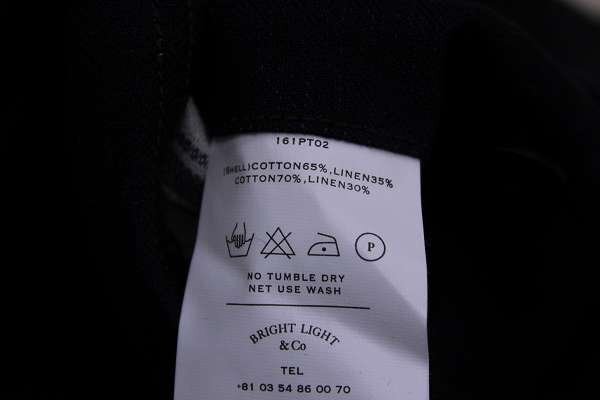 161PT02
(SHELL)COTTON65%,LINEN35%
COTTON70%,LINEN30%
P
NO TUMBLE DRY
NET USE WASH
BRIGHT LIGHT
& Co
TEL
+81 03 54 86 00 70